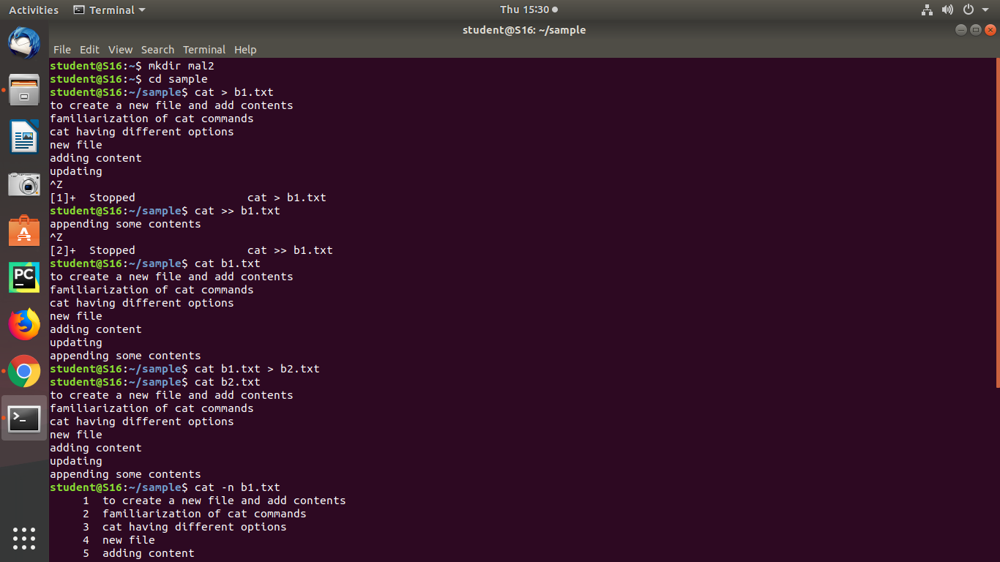 Activities Terminal Thu 15:30
student@S16: ~/sample
File Edit View Search Terminal Help
student@S16:~$ mkdir mal2
student@S16:~$ cd sample
student@S16:~/sample$ cat > b1.txt
to create a new file and add contents
familiarization of cat commands
cat having different options
new file
adding content
updating
^Z
[1]+  Stopped                 cat > b1.txt
student@S16:~/sample$ cat >> b1.txt
appending some contents
^Z
[2]+  Stopped                 cat >> b1.txt
student@S16:~/sample$ cat b1.txt
to create a new file and add contents
familiarization of cat commands
cat having different options
new file
adding content
updating
appending some contents
student@S16:~/sample$ cat b1.txt > b2.txt
student@S16:~/sample$ cat b2.txt
to create a new file and add contents
familiarization of cat commands
cat having different options
new file
adding content
updating
appending some contents
student@S16:~/sample$ cat -n b1.txt
     1  to create a new file and add contents
     2  familiarization of cat commands
     3  cat having different options
     4  new file
     5  adding content
PC